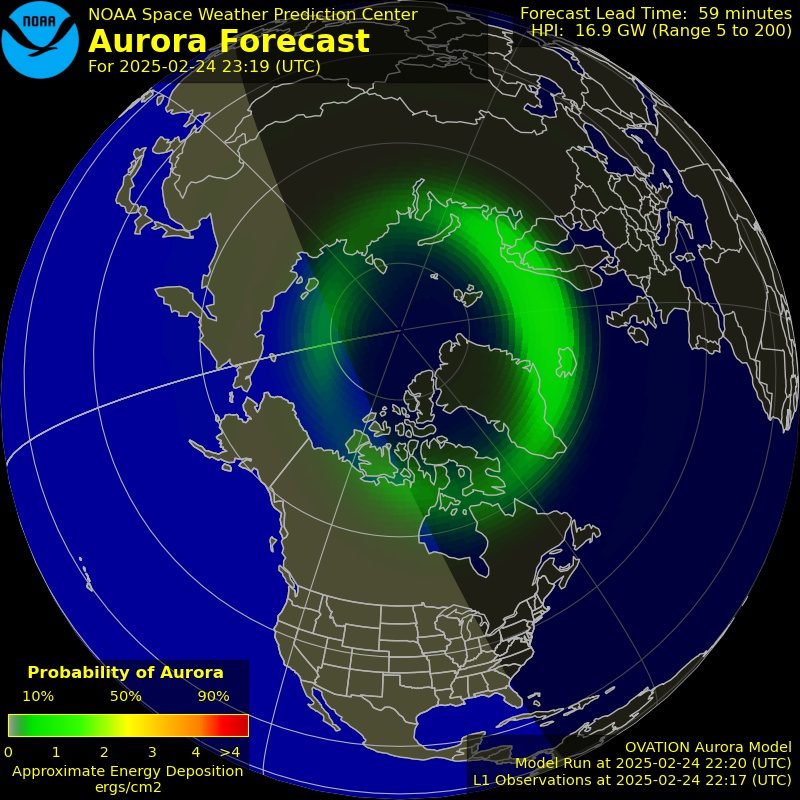 NOAA
NOAA Space Weather Prediction Center
Aurora Forecast
For 2025-02-24 23:19 (UTC)
Forecast Lead Time: 59 minutes
HPI: 16.9 GW (Range 5 to 200)
Probability of Aurora
10% 50% 90%
0 1 2 3 4 >4
Approximate Energy Deposition
ergs/cm2
OVATION Aurora Model
Model Run at 2025-02-24 22:20 (UTC)
L1 Observations at 2025-02-24 22:17 (UTC)